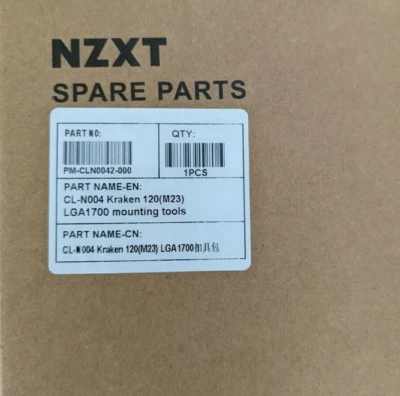 NZXT
SPARE PARTS
PART NO:
QTY:
PM-CLN0042-000
1PCS
PART NAME-EN:
CL-N004 Kraken 120(M23)
LGA1700 mounting tools
PART NAME-CN:
CL-N004 Kraken 120(M23) LGA1700扣具包